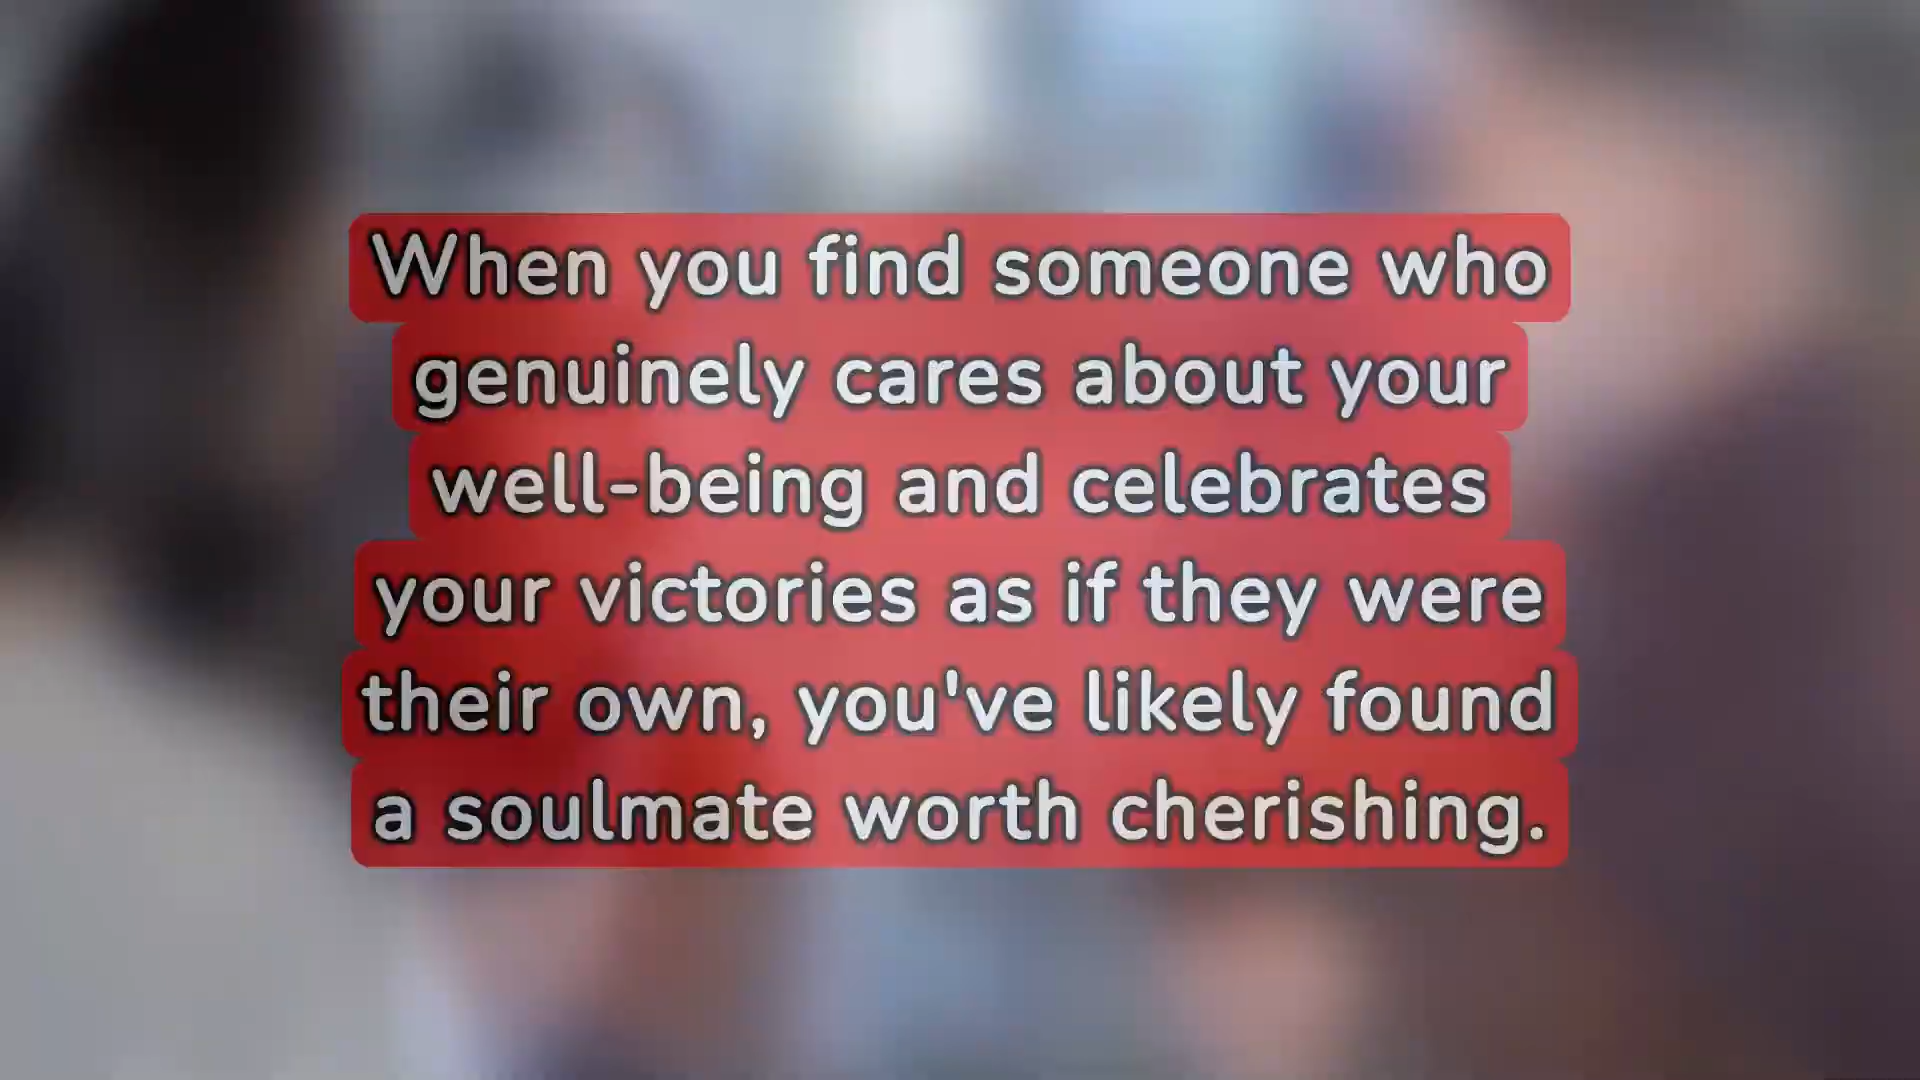 When you find someone who
genuinely cares about your
well-being and celebrates
your victories as if they were
their own, you've likely found
a soulmate worth cherishing.